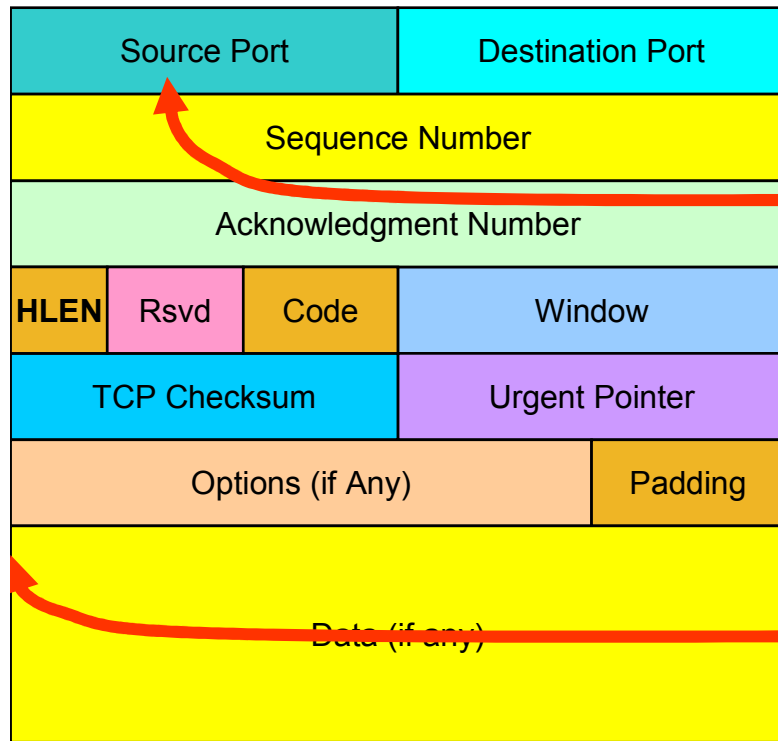 Source Port Destination Port
Sequence Number
Acknowledgment Number
HLEN Rsvd Code Window
TCP Checksum Urgent Pointer
Options (if Any) Padding
Data (if any)